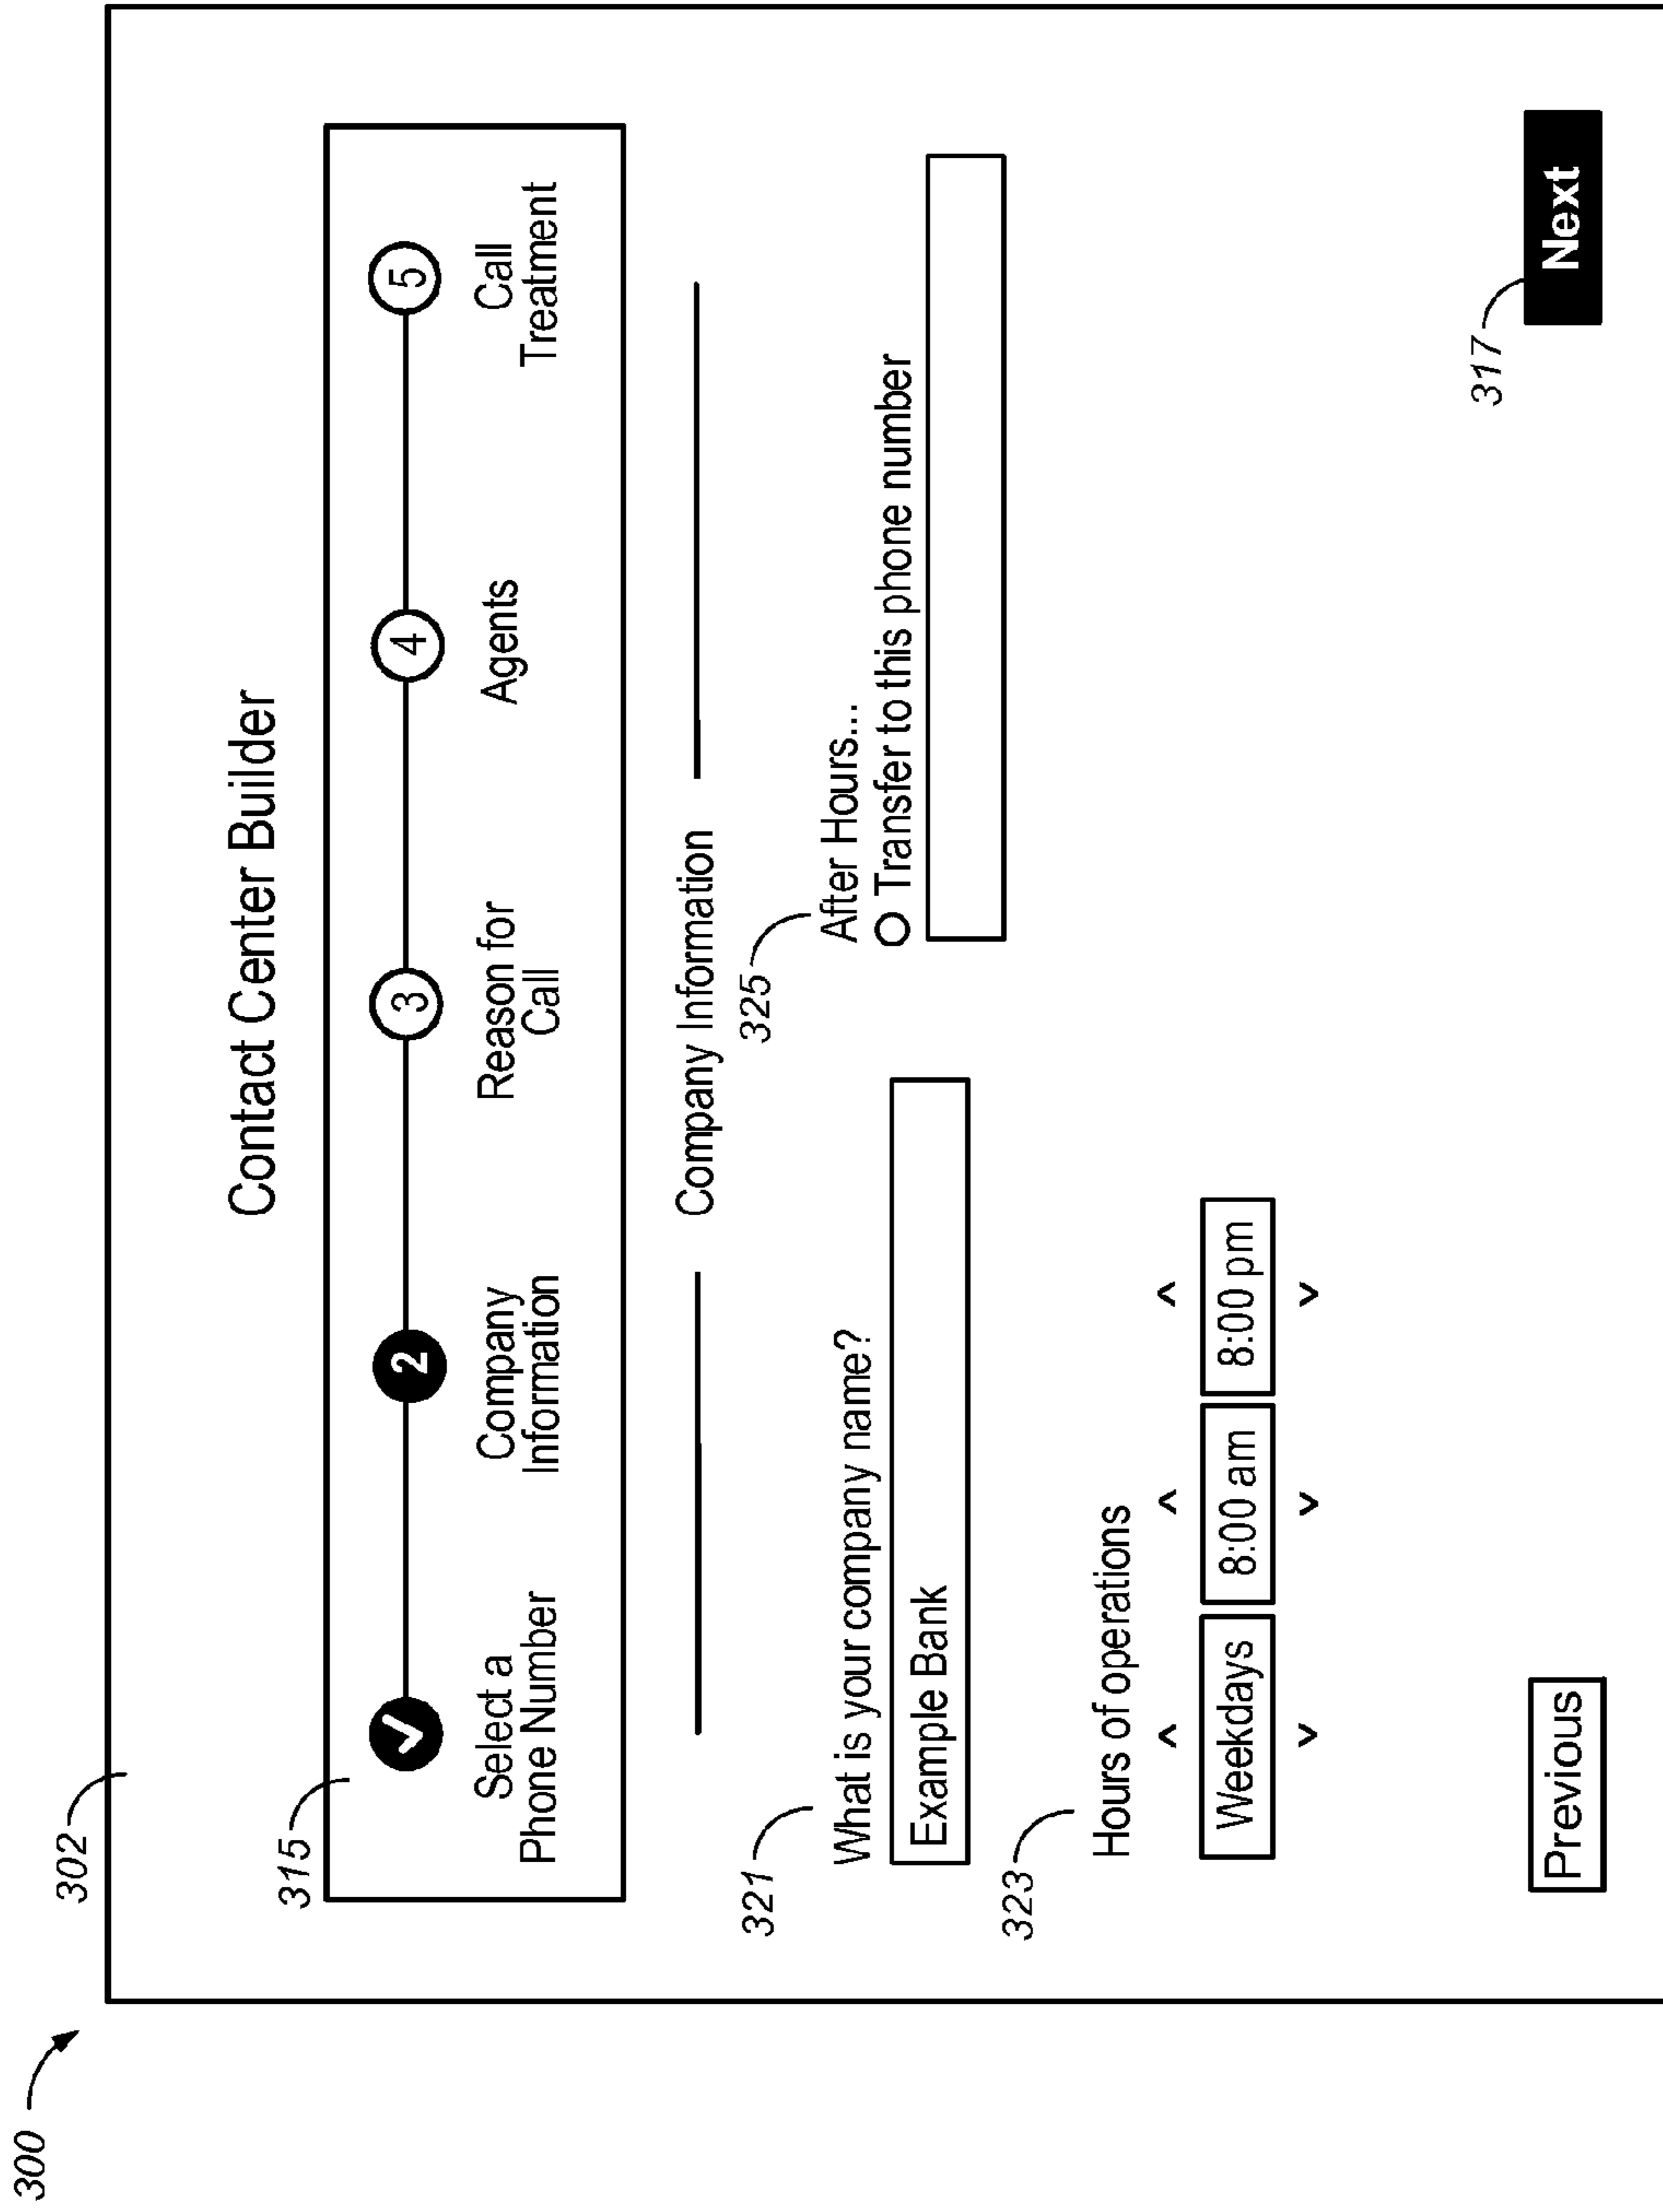 300
302
Contact Center Builder
315
2
3
4
5
Select a
Phone Number
Company
Information
Reason for
Call
Agents
Call
Treatment
Company Information
321
What is your company name?
Example Bank
325
After Hours...
Transfer to this phone number
323
Hours of operations
Weekdays
8:00 am
8:00 pm
Previous
317
Next